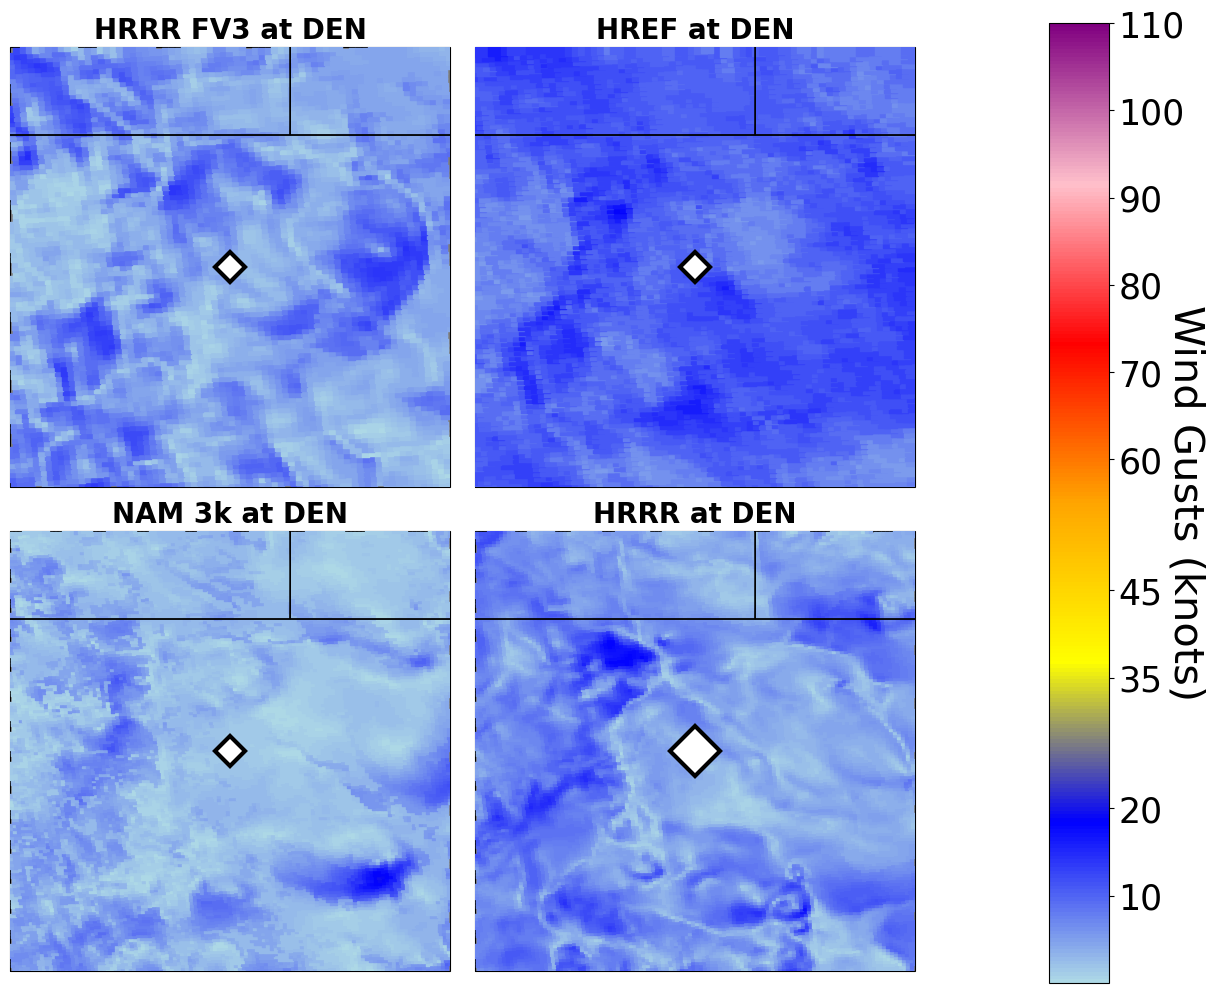 HRRR FV3 at DEN
HREF at DEN
NAM 3k at DEN
HRRR at DEN
110
100
90
80
70
60
45
35
20
10
Wind Gusts (knots)